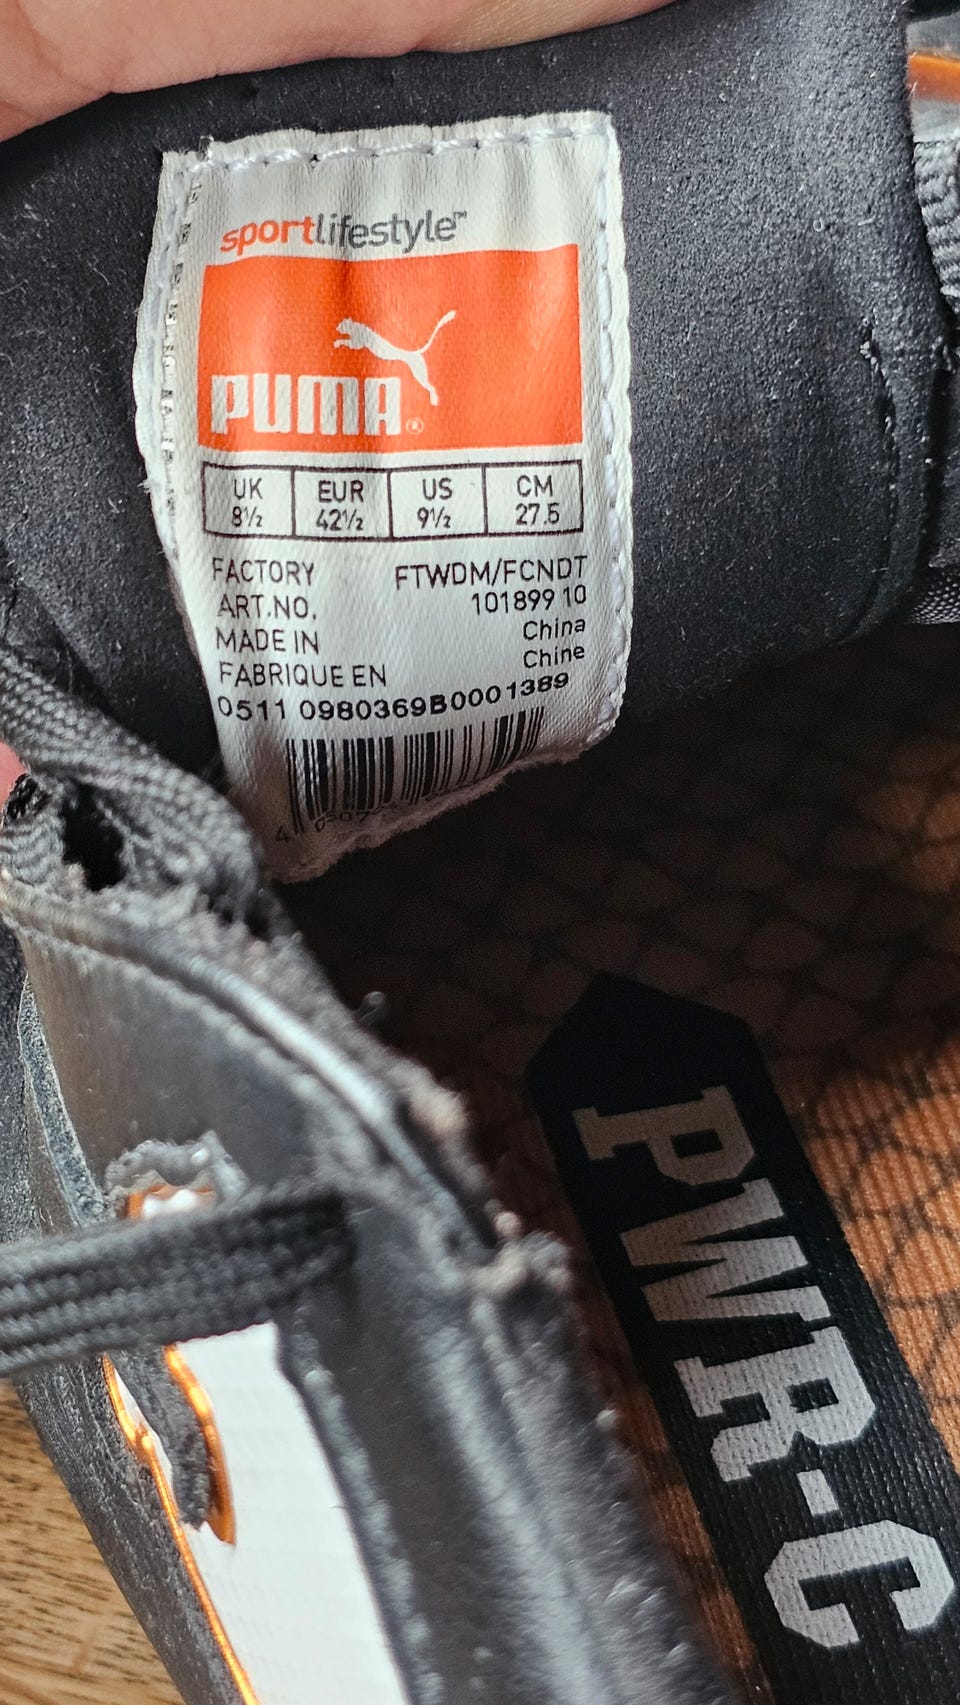 sportlifestyle™
PUMA®
UK EUR US CM
8½ 42½ 9½ 27.5
FACTORY FTWDM/FCNDT
ART.NO. 101899 10
MADE IN China
FABRIQUE EN Chine
0511 0980369B0001389
PWR-C